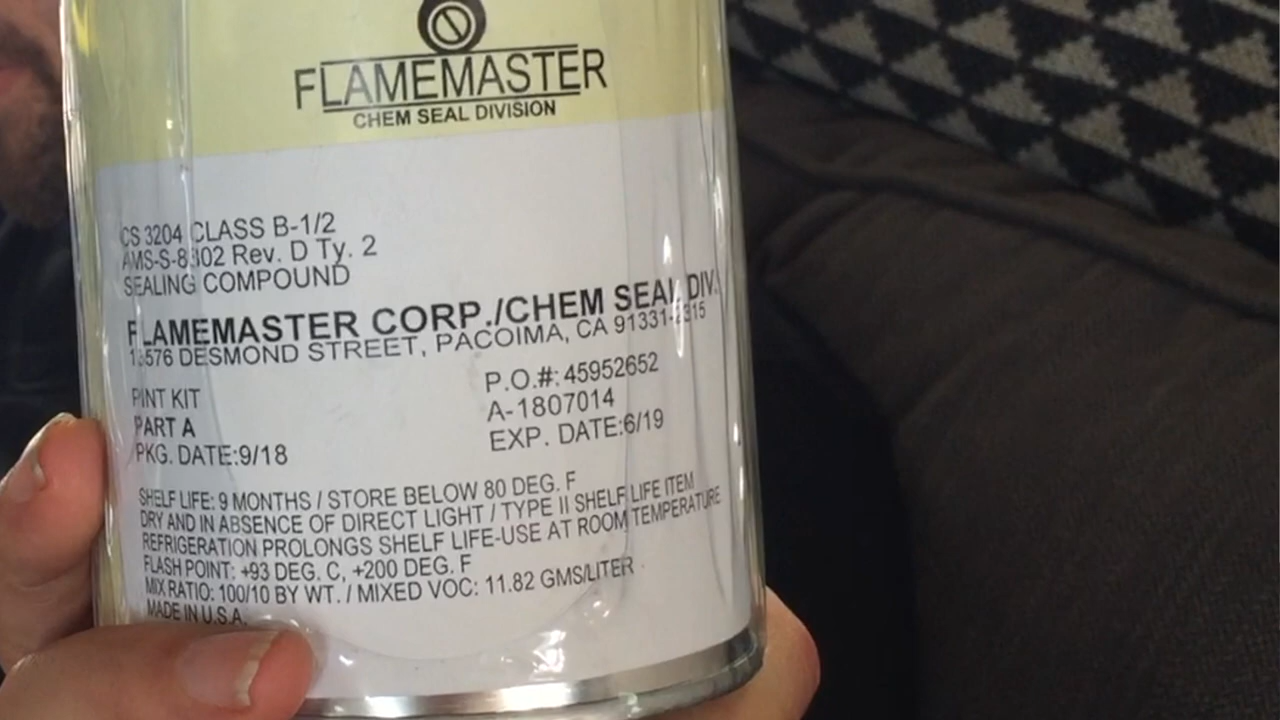 FLAMEMASTER
CHEM SEAL DIVISION
CS 3204 CLASS B-1/2
AMS-S-8802 Rev. D Ty. 2
SEALING COMPOUND
FLAMEMASTER CORP./CHEM SEAL DIV.
13576 DESMOND STREET, PACOIMA, CA 91331-2315
PINT KIT
PART A
PKG. DATE:9/18
P.O.#: 45952652
A-1807014
EXP. DATE:6/19
SHELF LIFE: 9 MONTHS / STORE BELOW 80 DEG. F
DRY AND IN ABSENCE OF DIRECT LIGHT / TYPE II SHELF LIFE ITEM
REFRIGERATION PROLONGS SHELF LIFE-USE AT ROOM TEMPERATURE
FLASH POINT: +93 DEG. C, +200 DEG. F
MIX RATIO: 100/10 BY WT. / MIXED VOC: 11.82 GMS/LITER
MADE IN U.S.A.